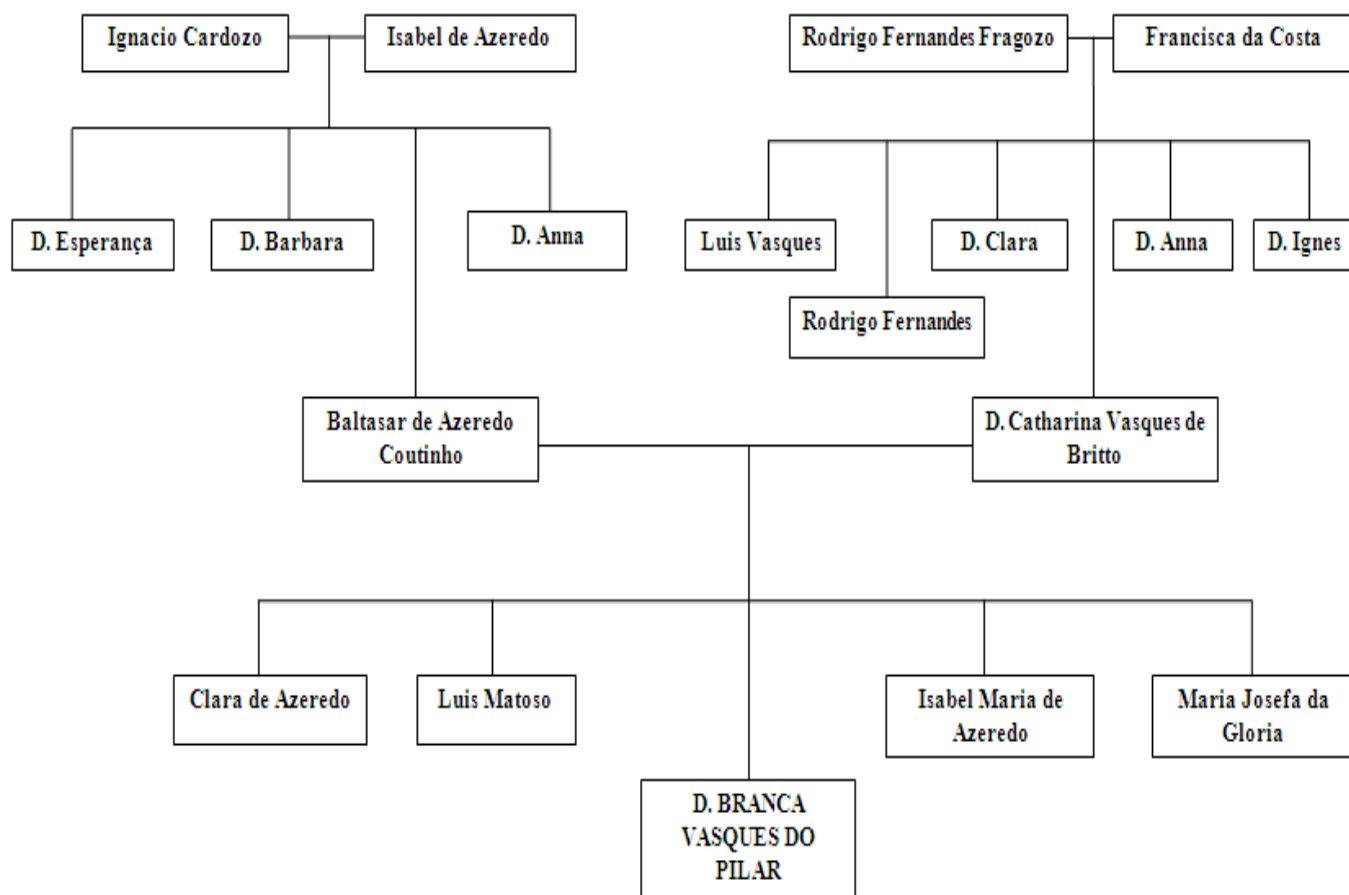 Ignacio Cardozo
Isabel de Azeredo
Rodrigo Fernandes Fragozo
Francisca da Costa
D. Esperança
D. Barbara
D. Anna
Luis Vasques
D. Clara
D. Anna
D. Ignes
Rodrigo Fernandes
Baltasar de Azeredo
Coutinho
D. Catharina Vasques de
Britto
Clara de Azeredo
Luis Matoso
Isabel Maria de
Azeredo
Maria Josefa da
Gloria
D. BRANCA
VASQUES DO
PILAR